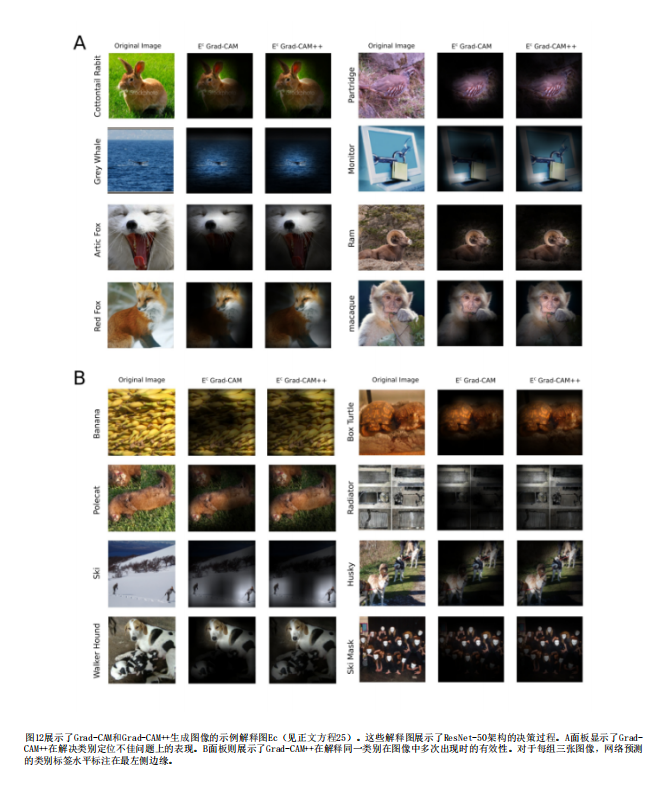 A
Original Image
E^c Grad-CAM
E^c Grad-CAM++
Original Image
E^c Grad-CAM
E^c Grad-CAM++
Cottontail Rabbit
Partridge
Grey Whale
Monitor
Artic Fox
Ram
Red Fox
macaque
B
Original Image
E^c Grad-CAM
E^c Grad-CAM++
Original Image
E^c Grad-CAM
E^c Grad-CAM++
Banana
Box Turtle
Polecat
Radiator
Ski
Husky
Walker Hound
Ski Mask
图12展示了Grad-CAM和Grad-CAM++生成图像的示例解释图Ec（见正文方程25）。这些解释图展示了ResNet-50架构的决策过程。A面板显示了Grad-
CAM++在解决类别定位不佳问题上的表现。B面板则展示了Grad-CAM++在解释同一类别在图像中多次出现时的有效性。对于每组三张图像，网络预测
的类别标签水平标注在最左侧边缘。